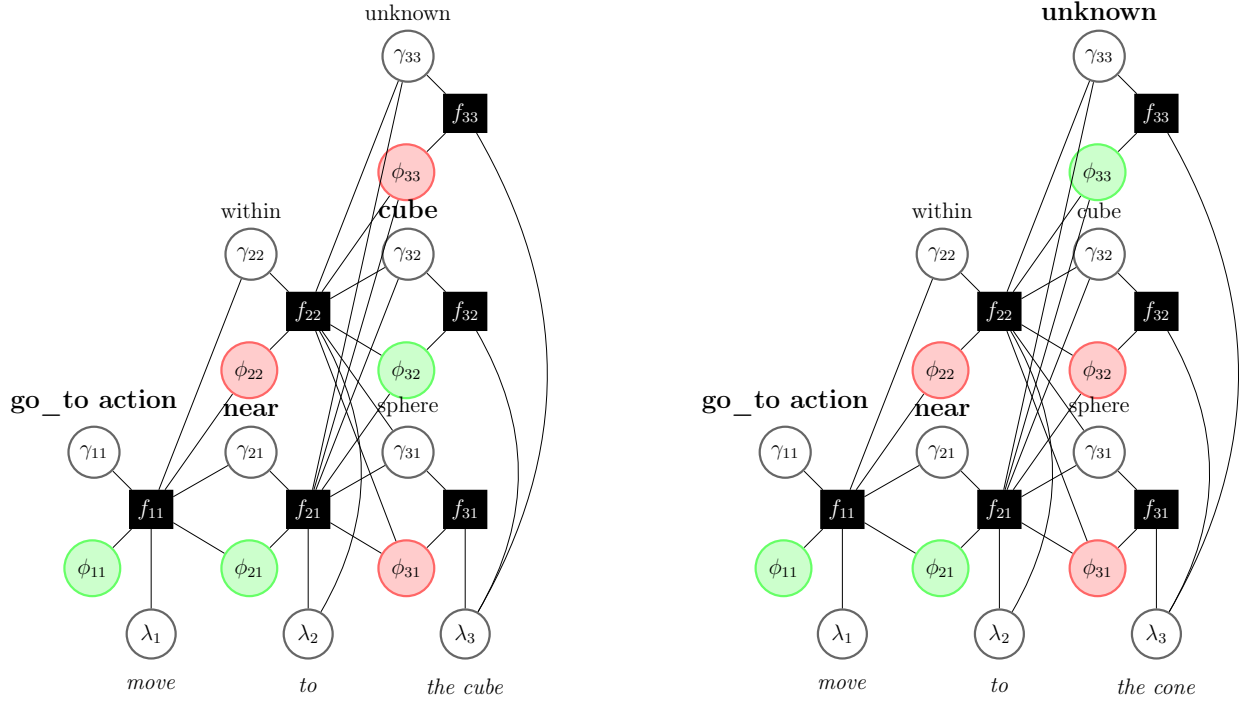 unknown unknown
γ33 γ33
f33 f33
ϕ33 ϕ33
within cube within cube
γ22 γ32 γ22 γ32
f22 f32 f22 f32
ϕ22 ϕ32 ϕ22 ϕ32
go_to action near sphere go_to action near sphere
γ11 γ21 γ31 γ11 γ21 γ31
f11 f21 f31 f11 f21 f31
ϕ11 ϕ21 ϕ31 ϕ11 ϕ21 ϕ31
λ1 λ2 λ3 λ1 λ2 λ3
move to the cube move to the cone